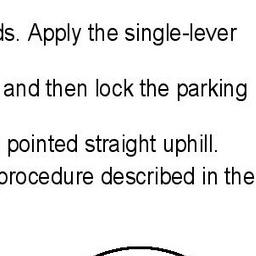 ds. Apply the single-lever
and then lock the parking
pointed straight uphill.
procedure described in the